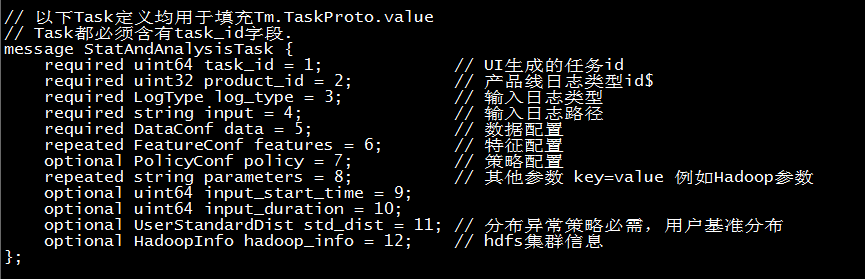 // 以下Task定义均用于填充Tm.TaskProto.value
// Task都必须含有task_id字段.
message StatAndAnalysisTask {
    required uint64 task_id = 1;                // UI生成的任务id
    required uint32 product_id = 2;             // 产品线日志类型id$
    required LogType log_type = 3;              // 输入日志类型
    required string input = 4;                  // 输入日志路径
    required DataConf data = 5;                 // 数据配置
    repeated FeatureConf features = 6;          // 特征配置
    optional PolicyConf policy = 7;             // 策略配置
    repeated string parameters = 8;             // 其他参数 key=value 例如Hadoop参数
    optional uint64 input_start_time = 9;
    optional uint64 input_duration = 10;
    optional UserStandardDist std_dist = 11; // 分布异常策略必需，用户基准分布
    optional HadoopInfo hadoop_info = 12;    // hdfs集群信息
};